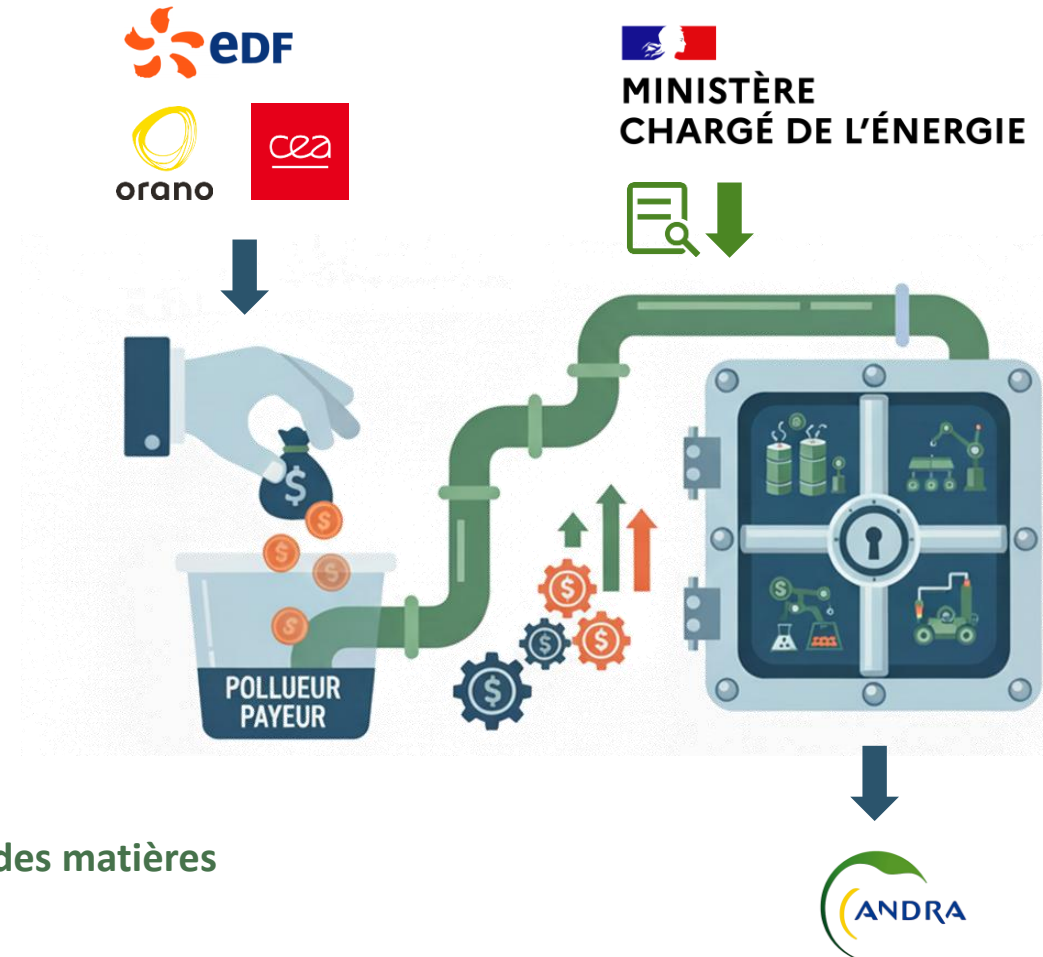 eDF
MINISTÈRE
CHARGÉ DE L'ÉNERGIE
orano
cea
$
$
$
$
$
$
$
$
$
POLLUEUR
PAYEUR
des matières
ANDRA